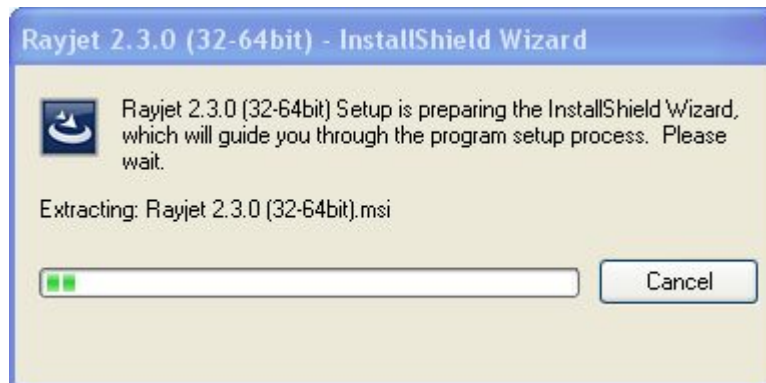 Rayjet 2.3.0 (32-64bit) - InstallShield Wizard
Rayjet 2.3.0 (32-64bit) Setup is preparing the InstallShield Wizard,
which will guide you through the program setup process. Please
wait.
Extracting: Rayjet 2.3.0 (32-64bit).msi
Cancel